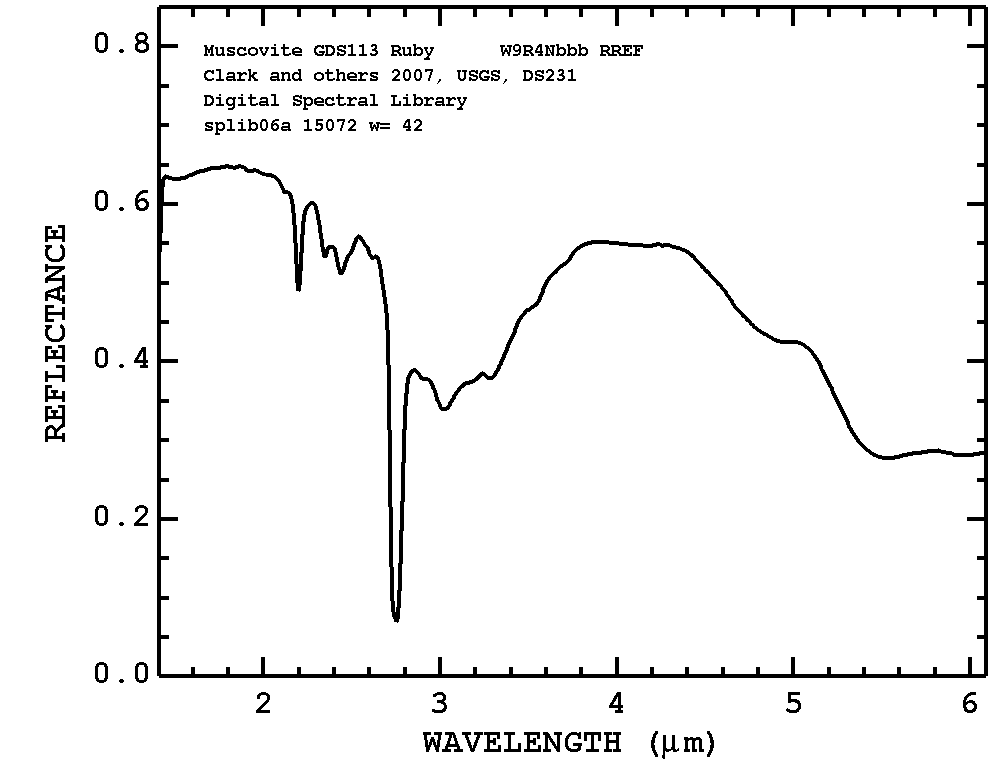 0.8
Muscovite GDS113 Ruby W9R4Nbbb RREF
Clark and others 2007, USGS, DS231
Digital Spectral Library
splib06a 15072 w= 42
0.6
REFLECTANCE
0.4
0.2
0.0
2 3 4 5 6
WAVELENGTH (μm)